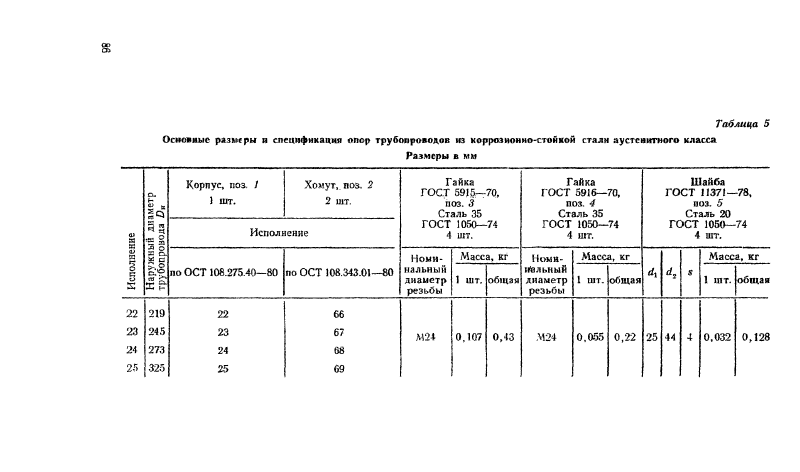 98
Таблица 5
Основные размеры и спецификация опор трубопроводов из коррозионно-стойкой стали аустенитного класса
Размеры в мм
Исполнение
Наружный диаметр трубопровода Dн
Корпус, поз. 1
1 шт.
Хомут, поз. 2
2 шт.
Исполнение
по ОСТ 108.275.40—80
по ОСТ 108.343.01—80
Гайка
ГОСТ 5915—70,
поз. 3
Сталь 35
ГОСТ 1050—74
4 шт.
Номи-
нальный
диаметр
резьбы
Масса, кг
1 шт.
общая
Гайка
ГОСТ 5916—70,
поз. 4
Сталь 35
ГОСТ 1050—74
4 шт.
Номи-
нальный
диаметр
резьбы
Масса, кг
1 шт.
общая
Шайба
ГОСТ 11371—78,
поз. 5
Сталь 20
ГОСТ 1050—74
4 шт.
d1
d2
s
Масса, кг
1 шт.
общая
22 219 22 66
23 245 23 67
М24 0,107 0,43 М24 0,055 0,22 25 44 4 0,032 0,128
24 273 24 68
25 325 25 69